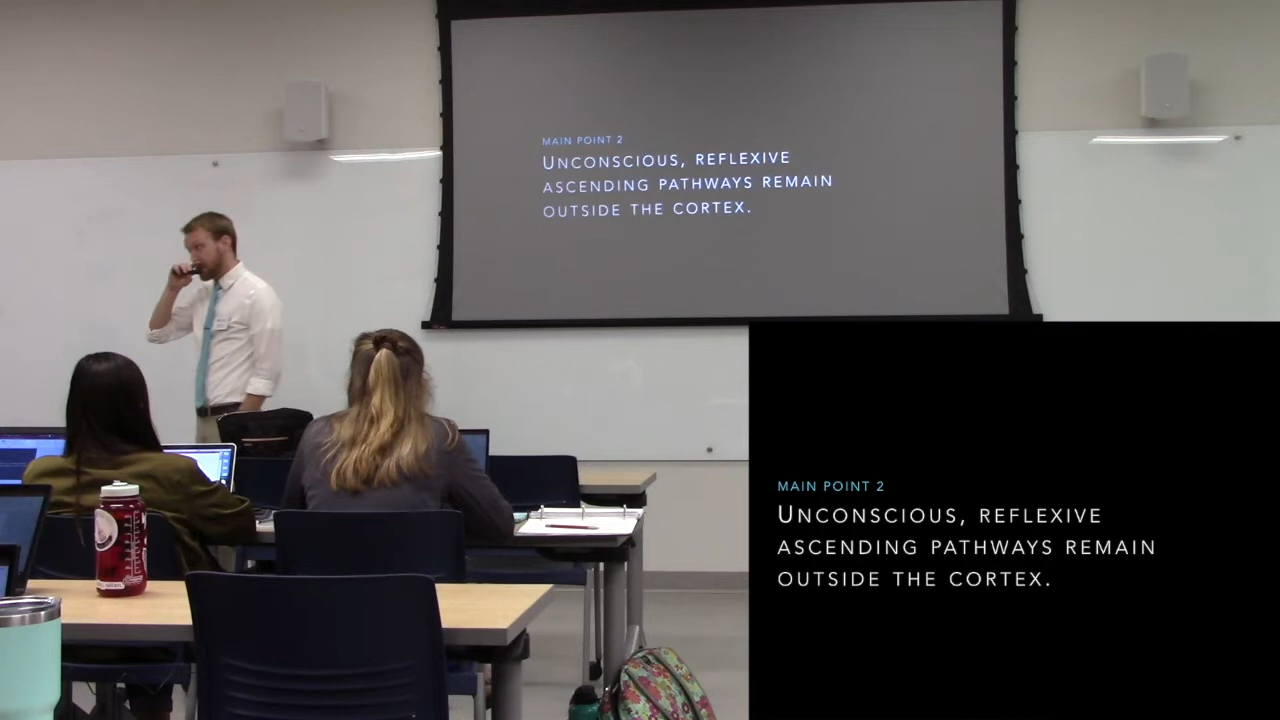 MAIN POINT 2
UNCONSCIOUS, REFLEXIVE
ASCENDING PATHWAYS REMAIN
OUTSIDE THE CORTEX.
MAIN POINT 2
UNCONSCIOUS, REFLEXIVE
ASCENDING PATHWAYS REMAIN
OUTSIDE THE CORTEX.